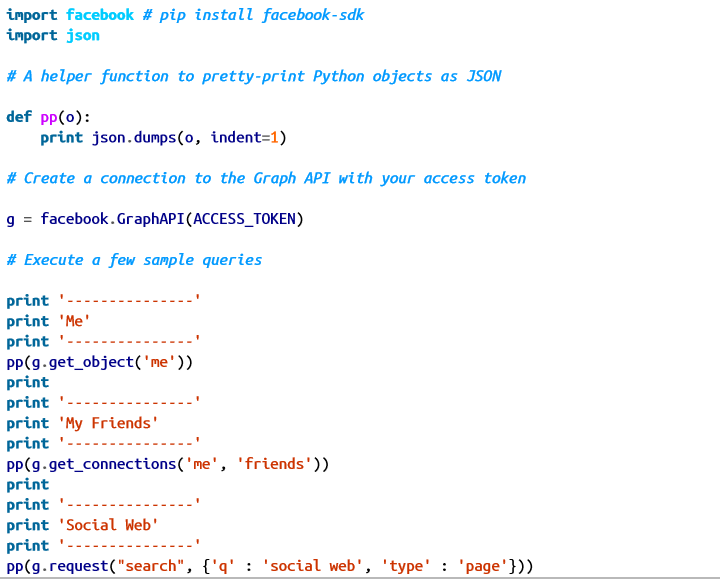 import facebook # pip install facebook-sdk
import json

# A helper function to pretty-print Python objects as JSON

def pp(o):
    print json.dumps(o, indent=1)

# Create a connection to the Graph API with your access token

g = facebook.GraphAPI(ACCESS_TOKEN)

# Execute a few sample queries

print '---------------'
print 'Me'
print '---------------'
pp(g.get_object('me'))
print
print '---------------'
print 'My Friends'
print '---------------'
pp(g.get_connections('me', 'friends'))
print
print '---------------'
print 'Social Web'
print '---------------'
pp(g.request("search", {'q' : 'social web', 'type' : 'page'}))